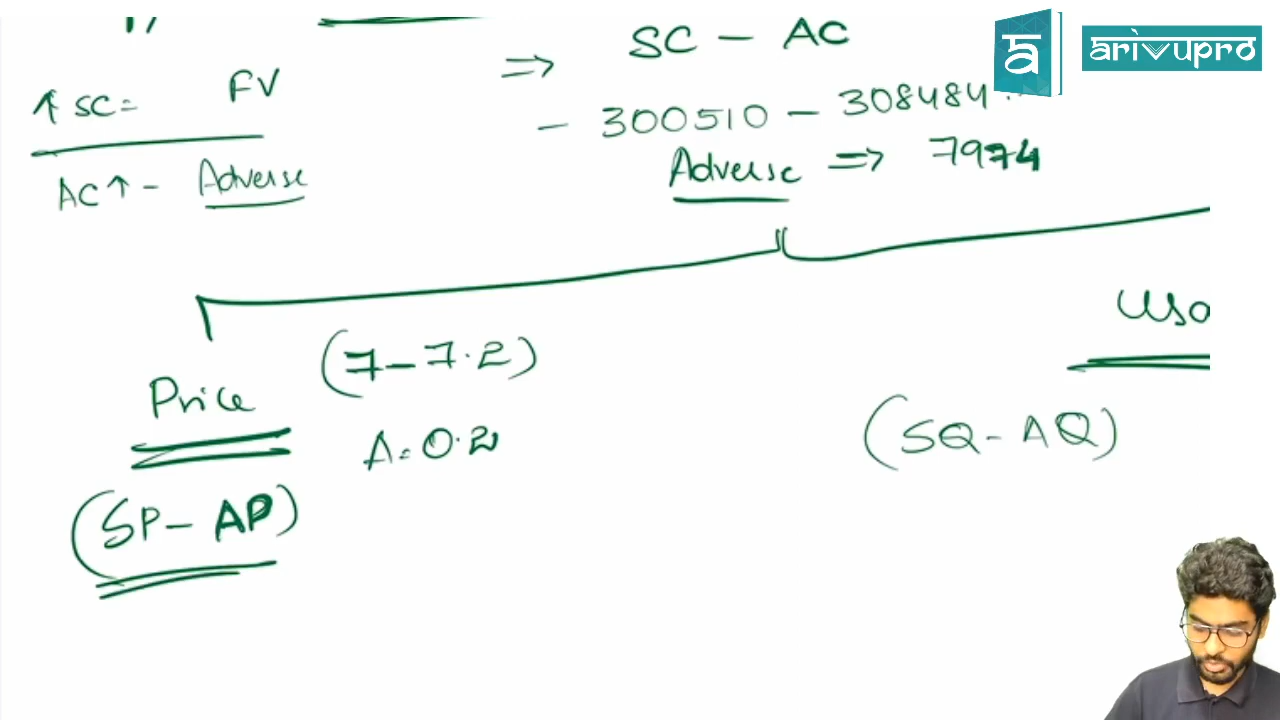 SC - AC
↑ SC = FV
⇒
- 300510 - 308484
AC ↑ - Adverse
Adverse ⇒ 7974
Price
(7 - 7.2)
A = 0.2
(SP - AP)
(SQ - AQ)
ā arivupro